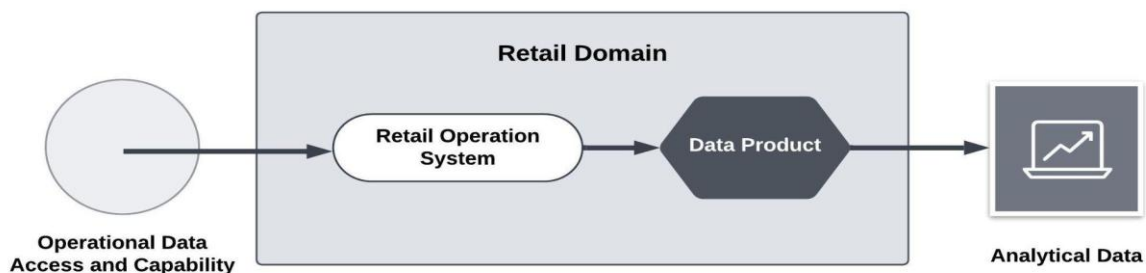 Retail Domain
Retail Operation
System
Data Product
Operational Data
Access and Capability
Analytical Data